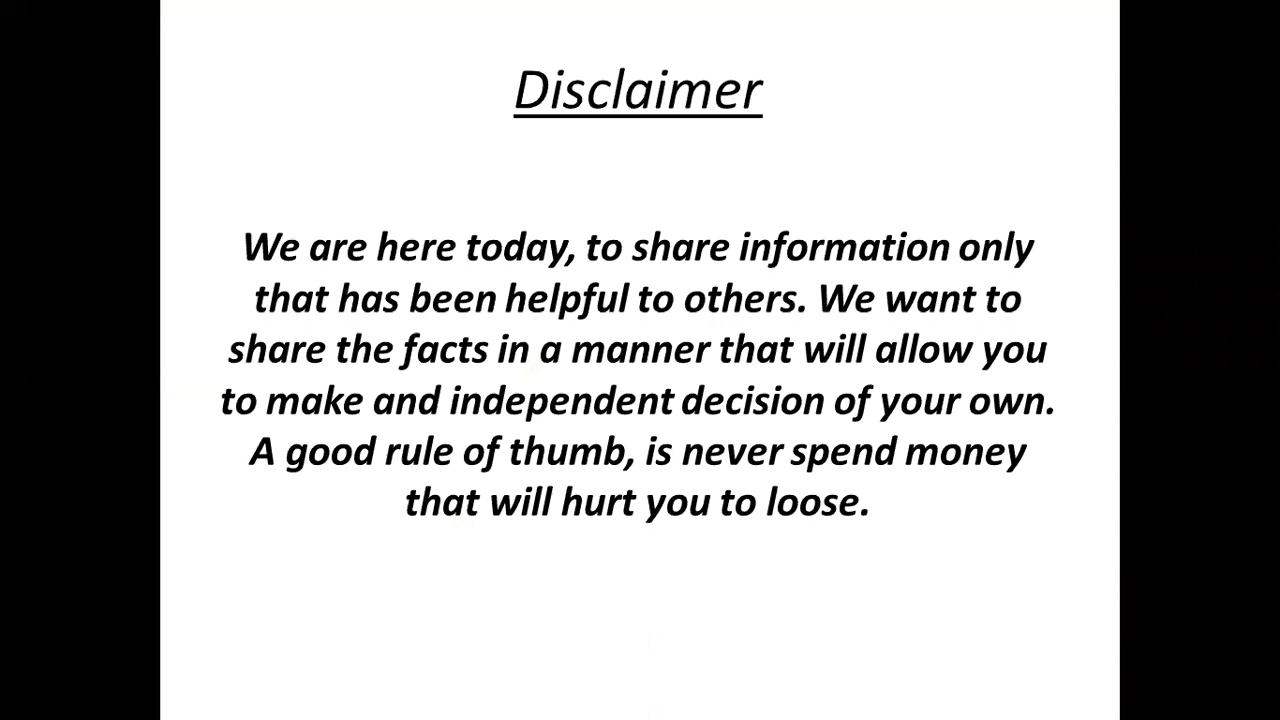 Disclaimer
We are here today, to share information only
that has been helpful to others. We want to
share the facts in a manner that will allow you
to make and independent decision of your own.
A good rule of thumb, is never spend money
that will hurt you to loose.